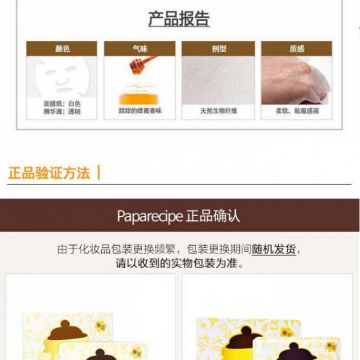 产品报告
颜色
气味
剂型
质感
面膜纸：白色
精华液：透明
甜甜的蜂蜜香味
天然生物纤维
柔软、贴服感强
正品验证方法
Paparecipe 正品确认
由于化妆品包装更换频繁，包装更换期间随机发货，
请以收到的实物包装为准。